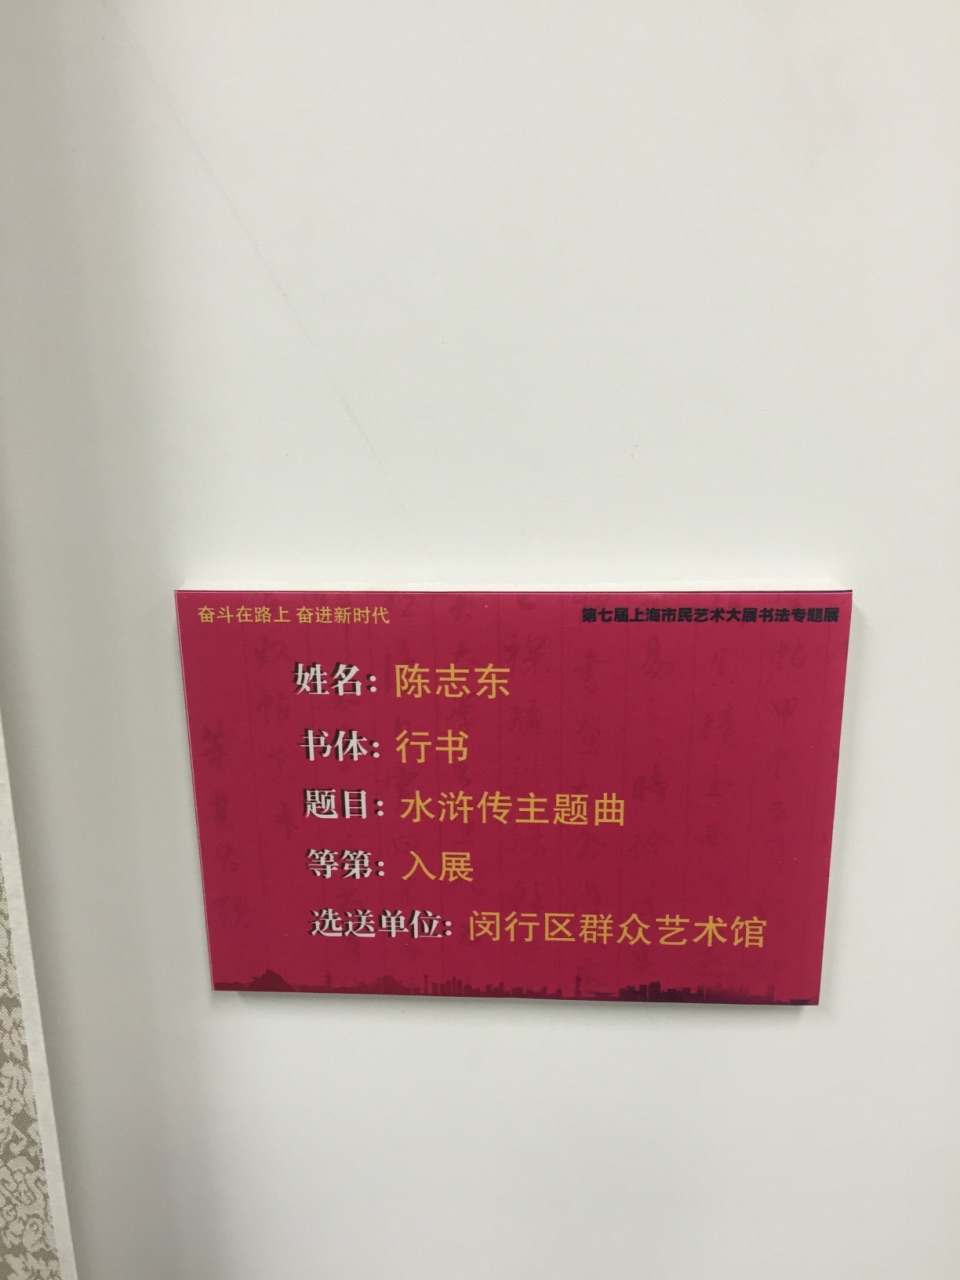 奋斗在路上 奋进新时代
第七届上海市民艺术大展书法专题展
姓名: 陈志东
书体: 行书
题目: 水浒传主题曲
等第: 入展
选送单位: 闵行区群众艺术馆